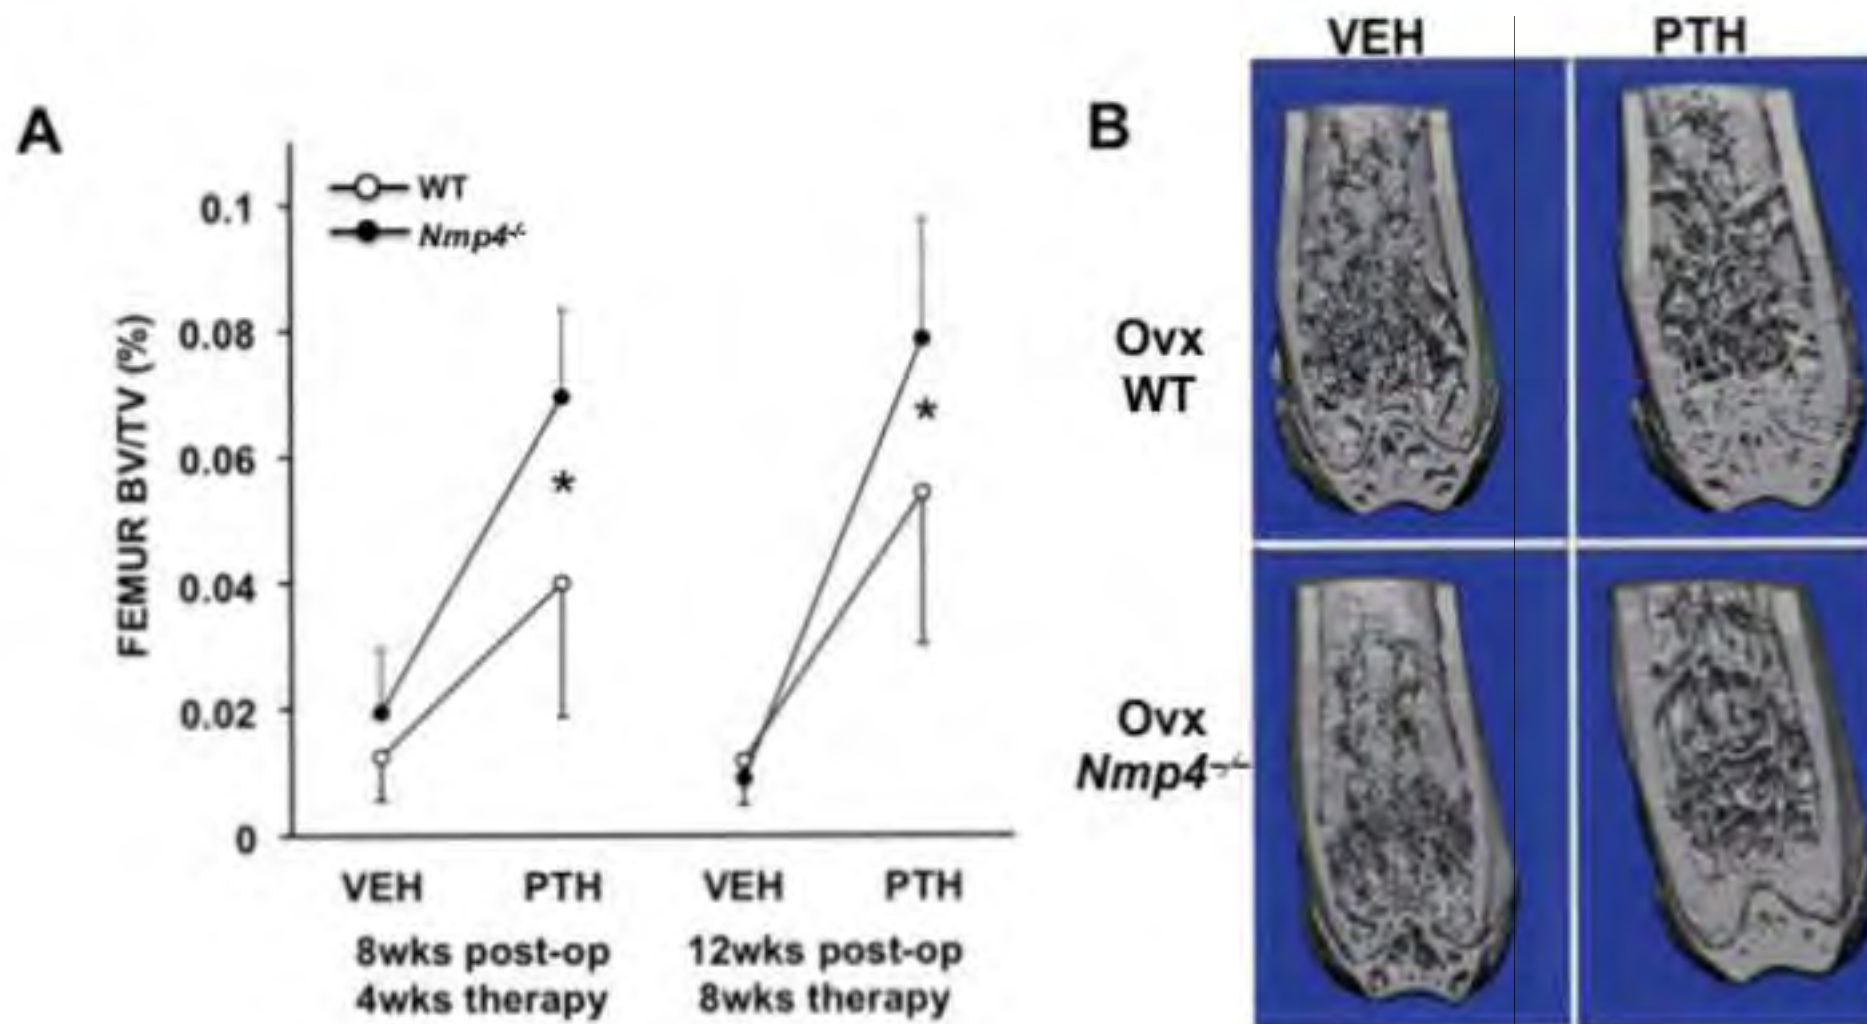 A
WT
Nmp4-/-
FEMUR BV/TV (%)
0.1
0.08
0.06
0.04
0.02
0
*
*
VEH PTH VEH PTH
8wks post-op 12wks post-op
4wks therapy 8wks therapy
B
VEH PTH
Ovx
WT
Ovx
Nmp4-/-